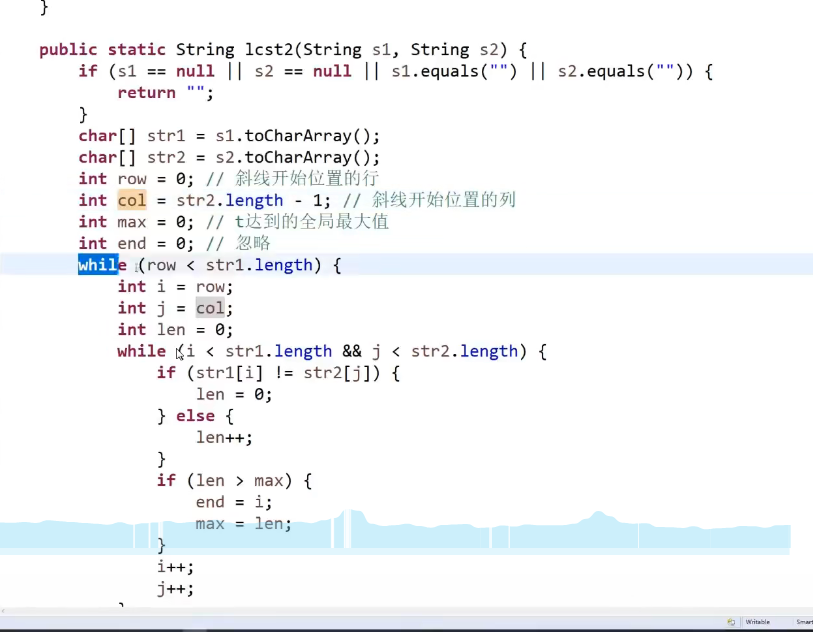 }
public static String lcst2(String s1, String s2) {
    if (s1 == null || s2 == null || s1.equals("") || s2.equals("")) {
        return "";
    }
    char[] str1 = s1.toCharArray();
    char[] str2 = s2.toCharArray();
    int row = 0; // 斜线开始位置的行
    int col = str2.length - 1; // 斜线开始位置的列
    int max = 0; // t达到的全局最大值
    int end = 0; // 忽略
    while (row < str1.length) {
        int i = row;
        int j = col;
        int len = 0;
        while (i < str1.length && j < str2.length) {
            if (str1[i] != str2[j]) {
                len = 0;
            } else {
                len++;
            }
            if (len > max) {
                end = i;
                max = len;
            }
            i++;
            j++;
Writable Smart